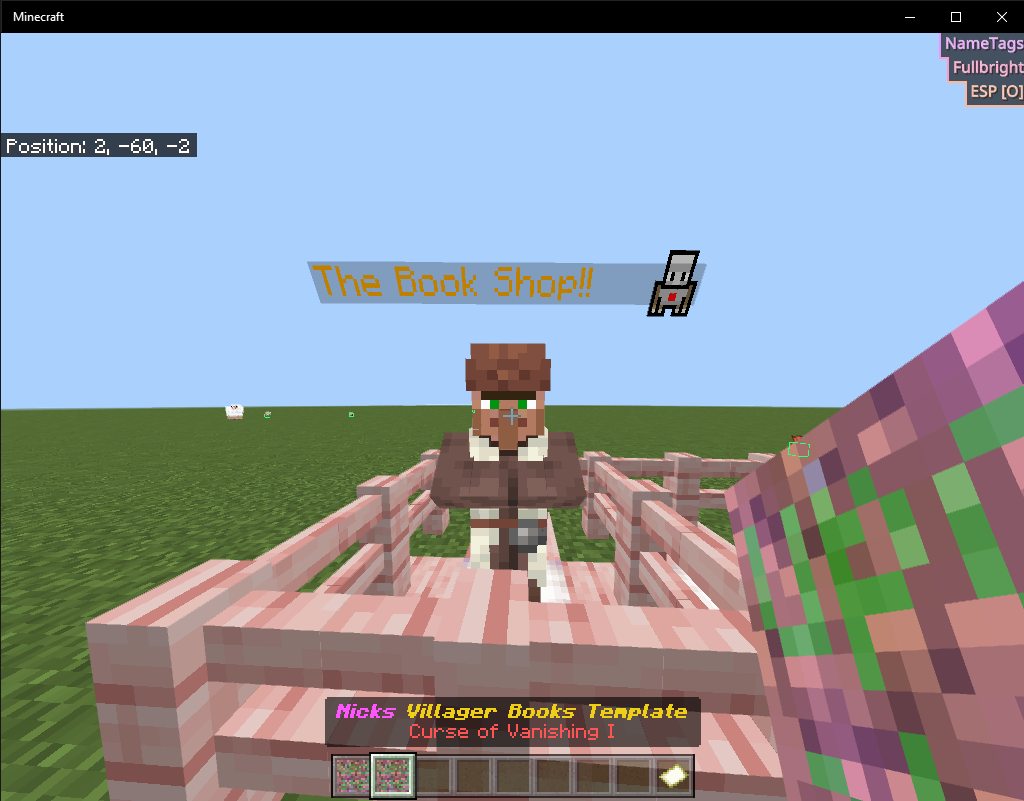 Minecraft
NameTags
Fullbright
ESP [O]
Position: 2, -60, -2
The Book Shop!!
Nicks Villager Books Template
Curse of Vanishing I